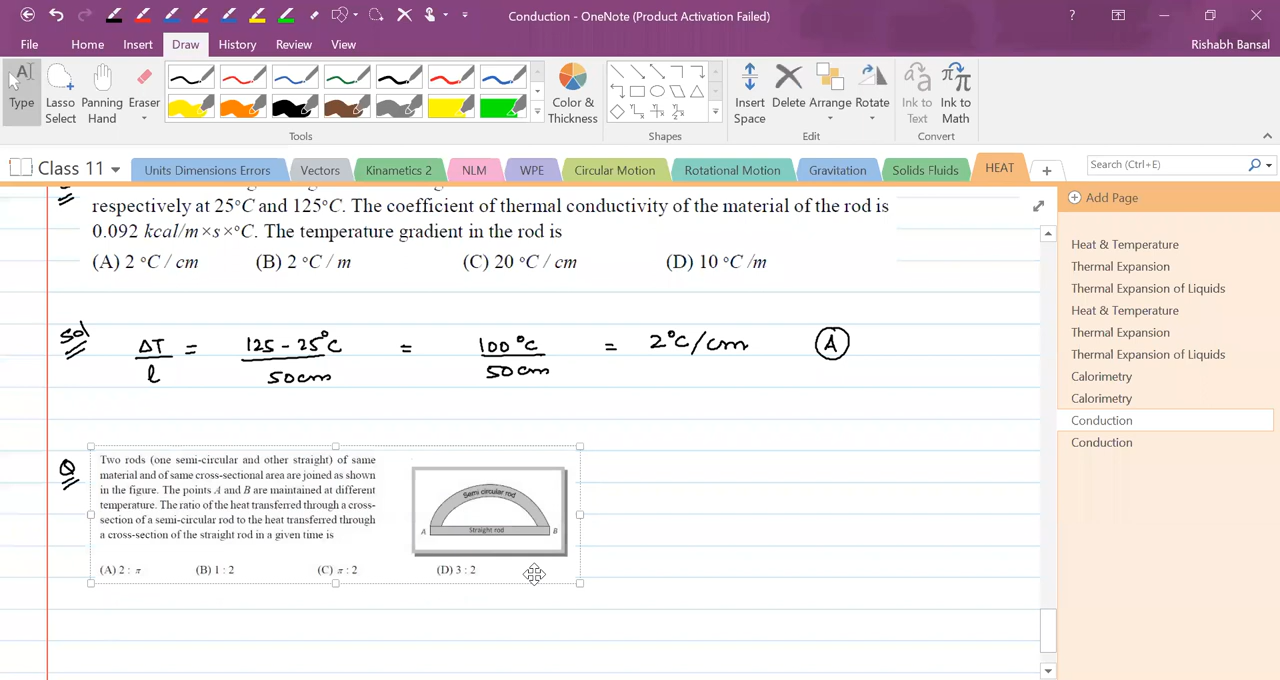 Conduction - OneNote (Product Activation Failed)
File Home Insert Draw History Review View
Rishabh Bansal
Type
Lasso Select
Panning Hand
Eraser
Color & Thickness
Insert Space
Delete
Arrange
Rotate
Ink to Text
Ink to Math
Tools
Shapes
Edit
Convert
Class 11
Units Dimensions Errors
Vectors
Kinematics 2
NLM
WPE
Circular Motion
Rotational Motion
Gravitation
Solids Fluids
HEAT
Search (Ctrl+E)
respectively at 25°C and 125°C. The coefficient of thermal conductivity of the material of the rod is
0.092 kcal/m×s×°C. The temperature gradient in the rod is
(A) 2 °C / cm (B) 2 °C / m (C) 20 °C / cm (D) 10 °C /m
Sol ΔT/l = 125 - 25°C/50cm = 100°C/50cm = 2°C/cm A
Q
Two rods (one semi-circular and other straight) of same
material and of same cross-sectional area are joined as shown
in the figure. The points A and B are maintained at different
temperature. The ratio of the heat transferred through a cross-
section of a semi-circular rod to the heat transferred through
a cross-section of the straight rod in a given time is
Semi circular rod
A Straight rod B
(A) 2 : π (B) 1 : 2 (C) π : 2 (D) 3 : 2
Add Page
Heat & Temperature
Thermal Expansion
Thermal Expansion of Liquids
Heat & Temperature
Thermal Expansion
Thermal Expansion of Liquids
Calorimetry
Calorimetry
Conduction
Conduction